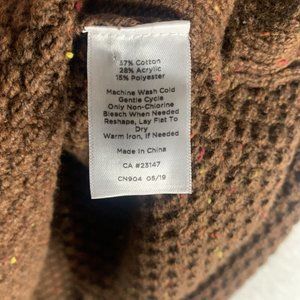 57% Cotton
28% Acrylic
15% Polyester
Machine Wash Cold
Gentle Cycle
Only Non-Chlorine
Bleach When Needed
Reshape, Lay Flat To
Dry
Warm Iron, If Needed
Made In China
CA #23147
CN904 05/19